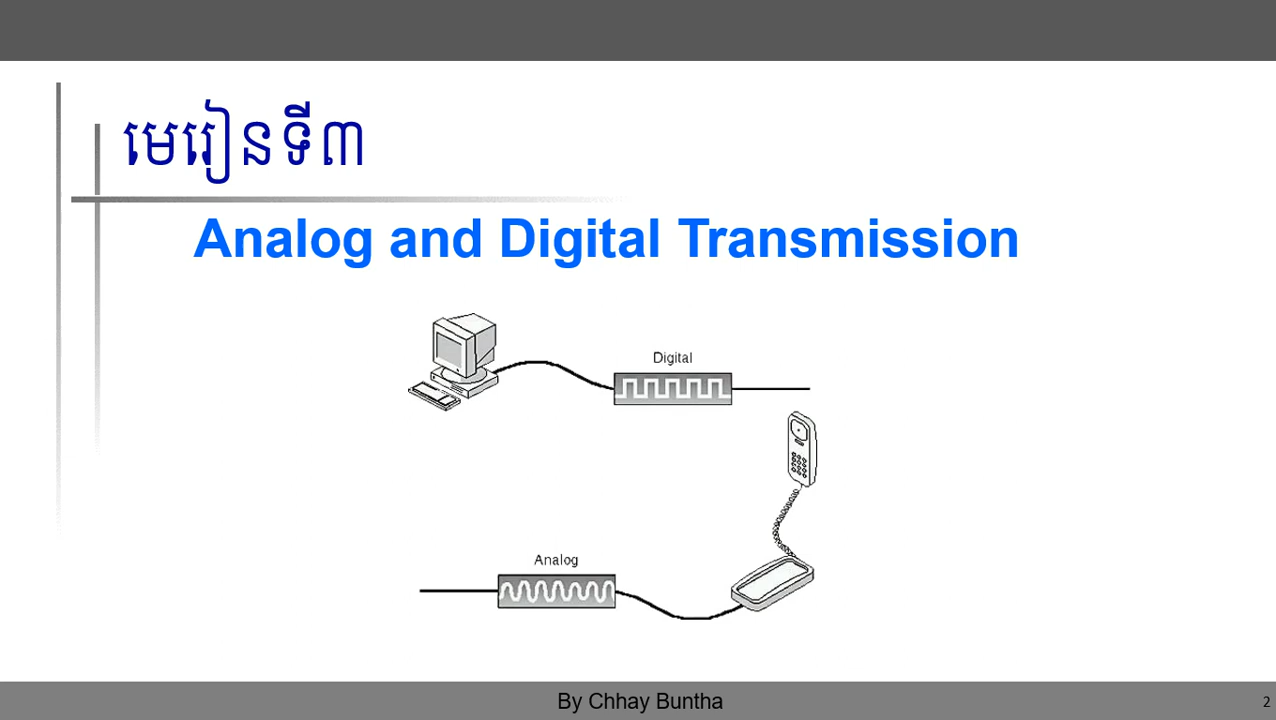 មេរៀនទី៣
Analog and Digital Transmission
Digital
Analog
By Chhay Buntha
2